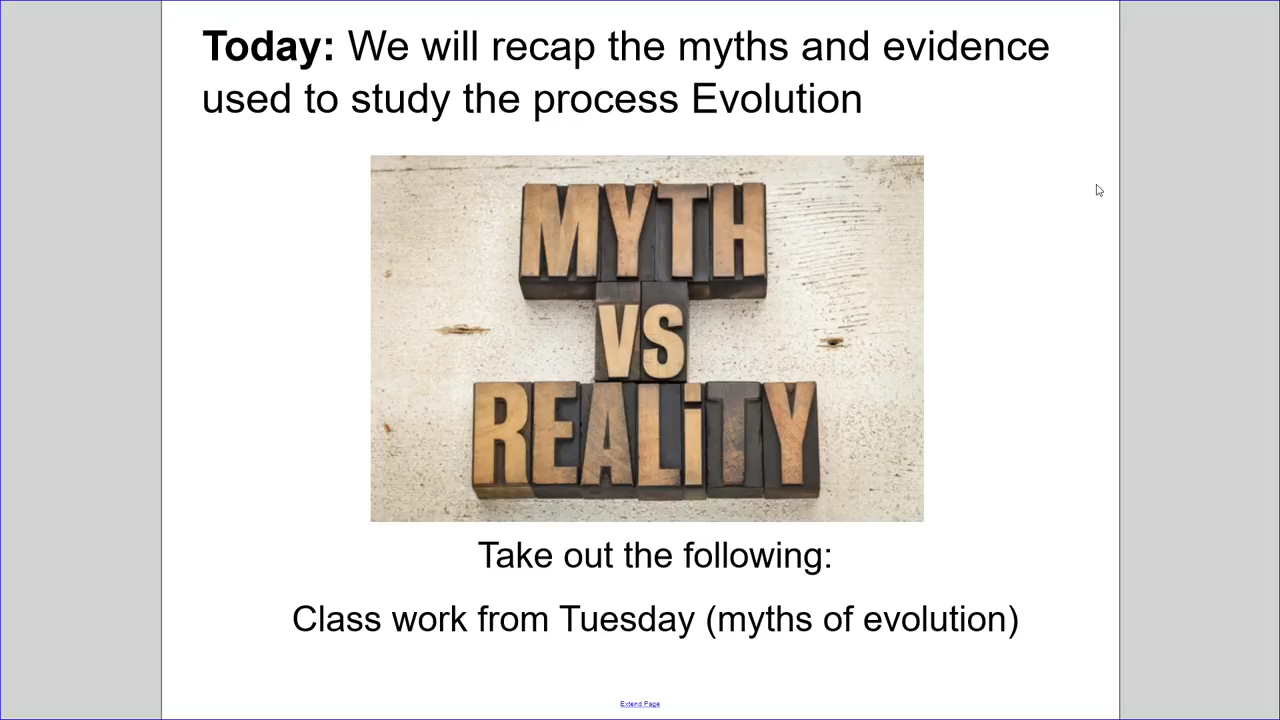 Today: We will recap the myths and evidence
used to study the process Evolution
MYTH
VS
REALiTY
Take out the following:
Class work from Tuesday (myths of evolution)
Extend Page